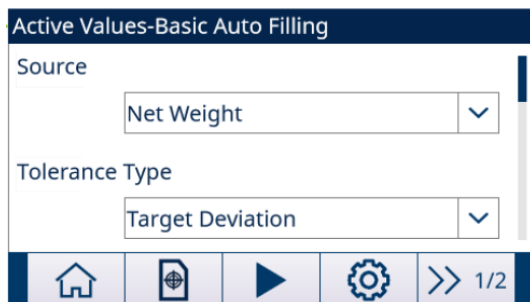 Active Values-Basic Auto Filling
Source
Net Weight
Tolerance Type
Target Deviation
1/2